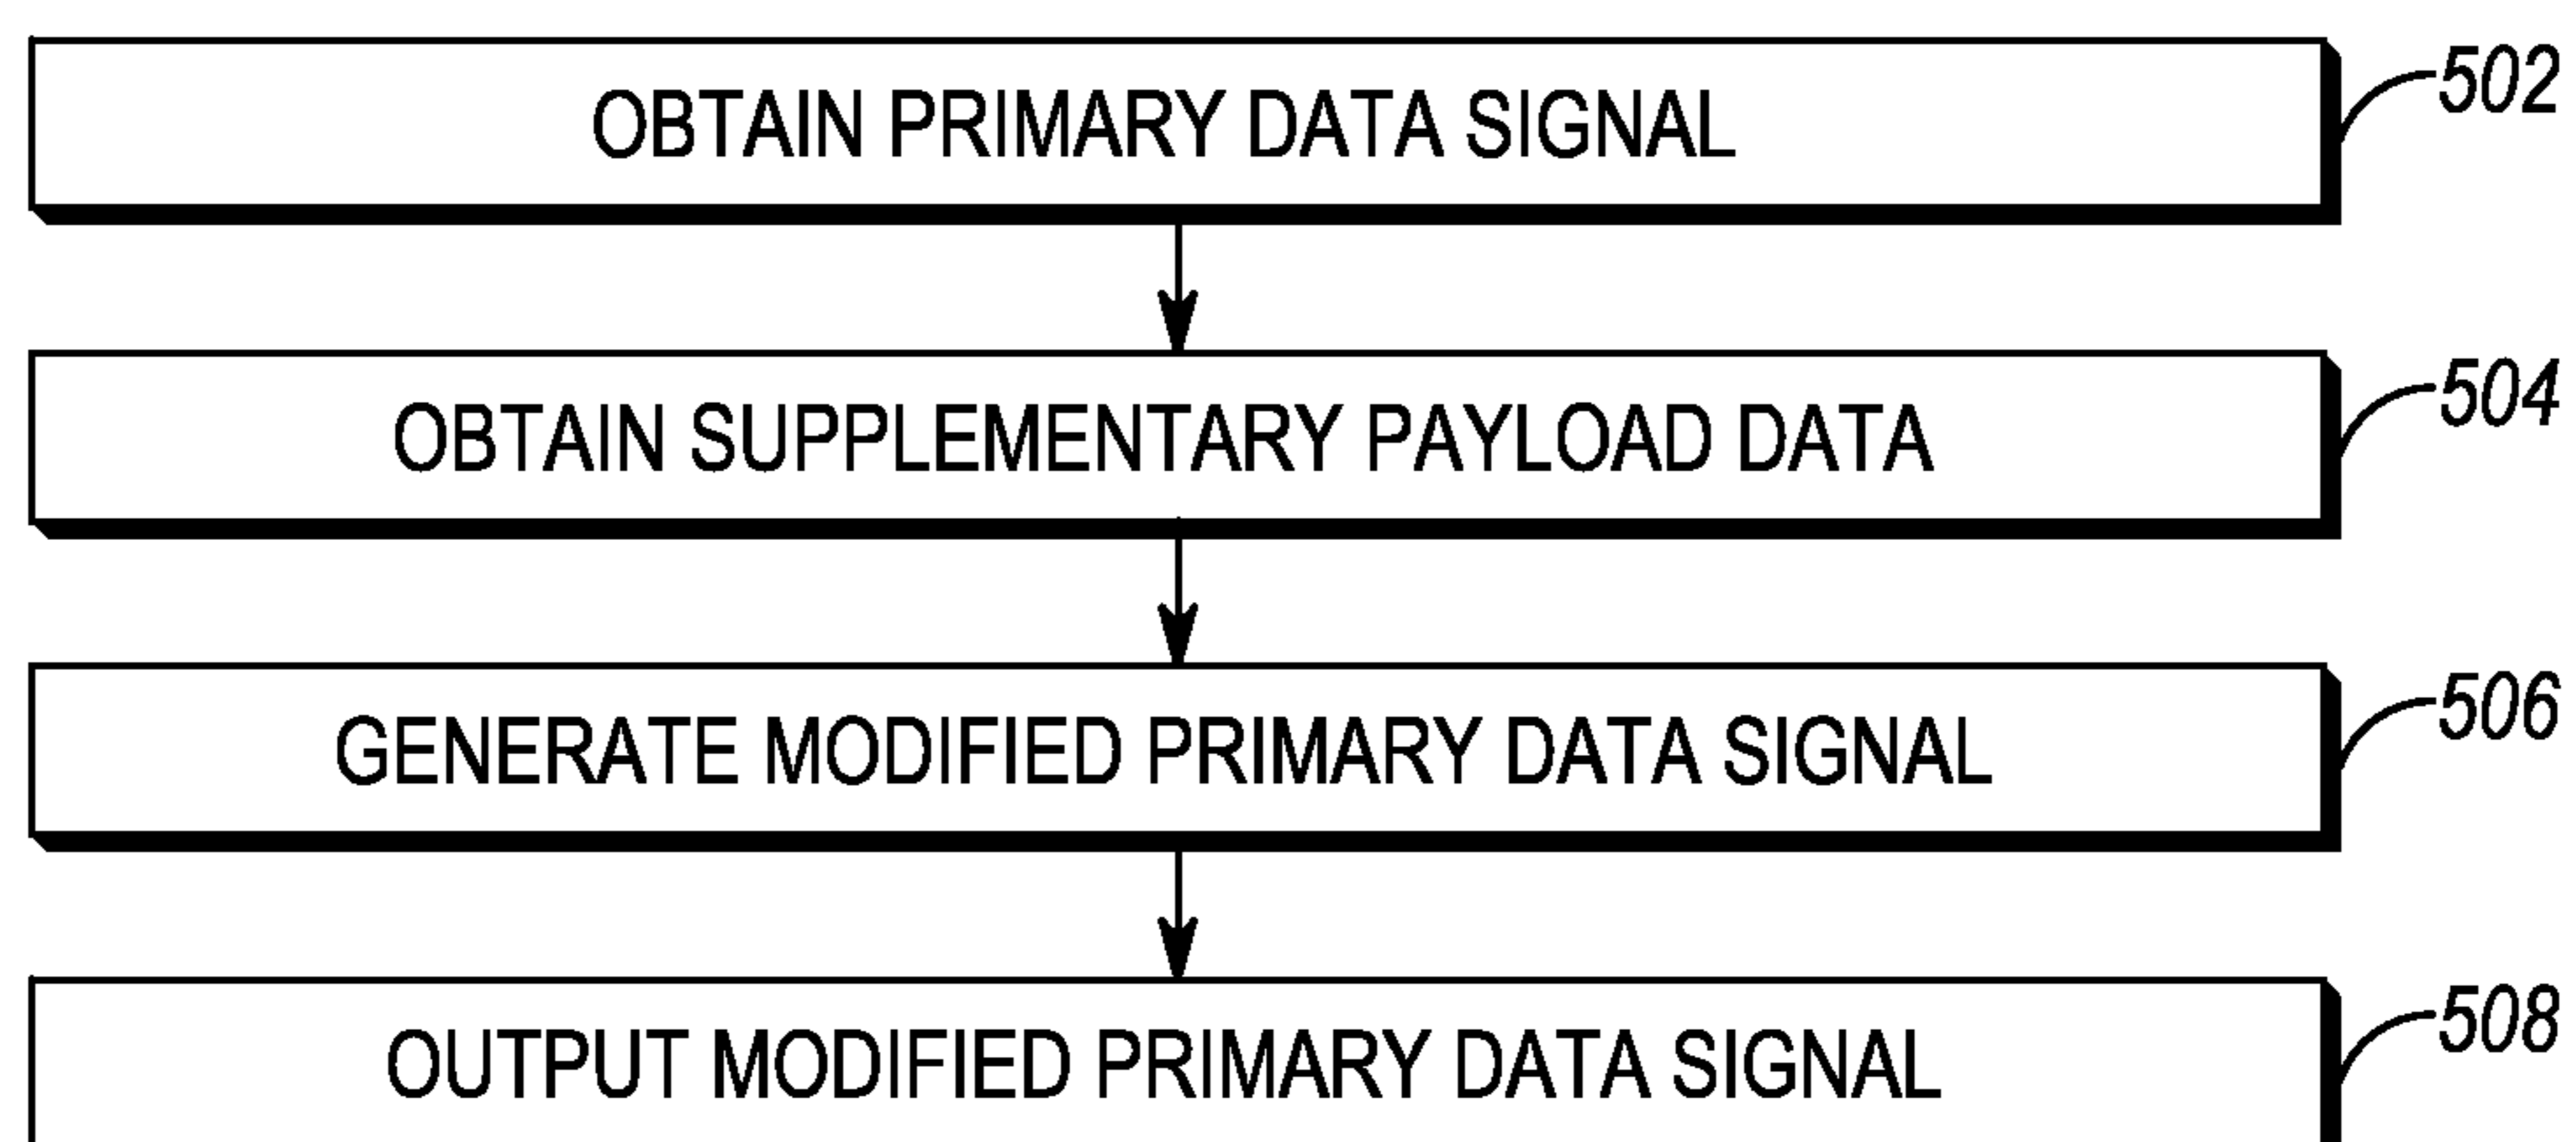 OBTAIN PRIMARY DATA SIGNAL
502
OBTAIN SUPPLEMENTARY PAYLOAD DATA
504
GENERATE MODIFIED PRIMARY DATA SIGNAL
506
OUTPUT MODIFIED PRIMARY DATA SIGNAL
508